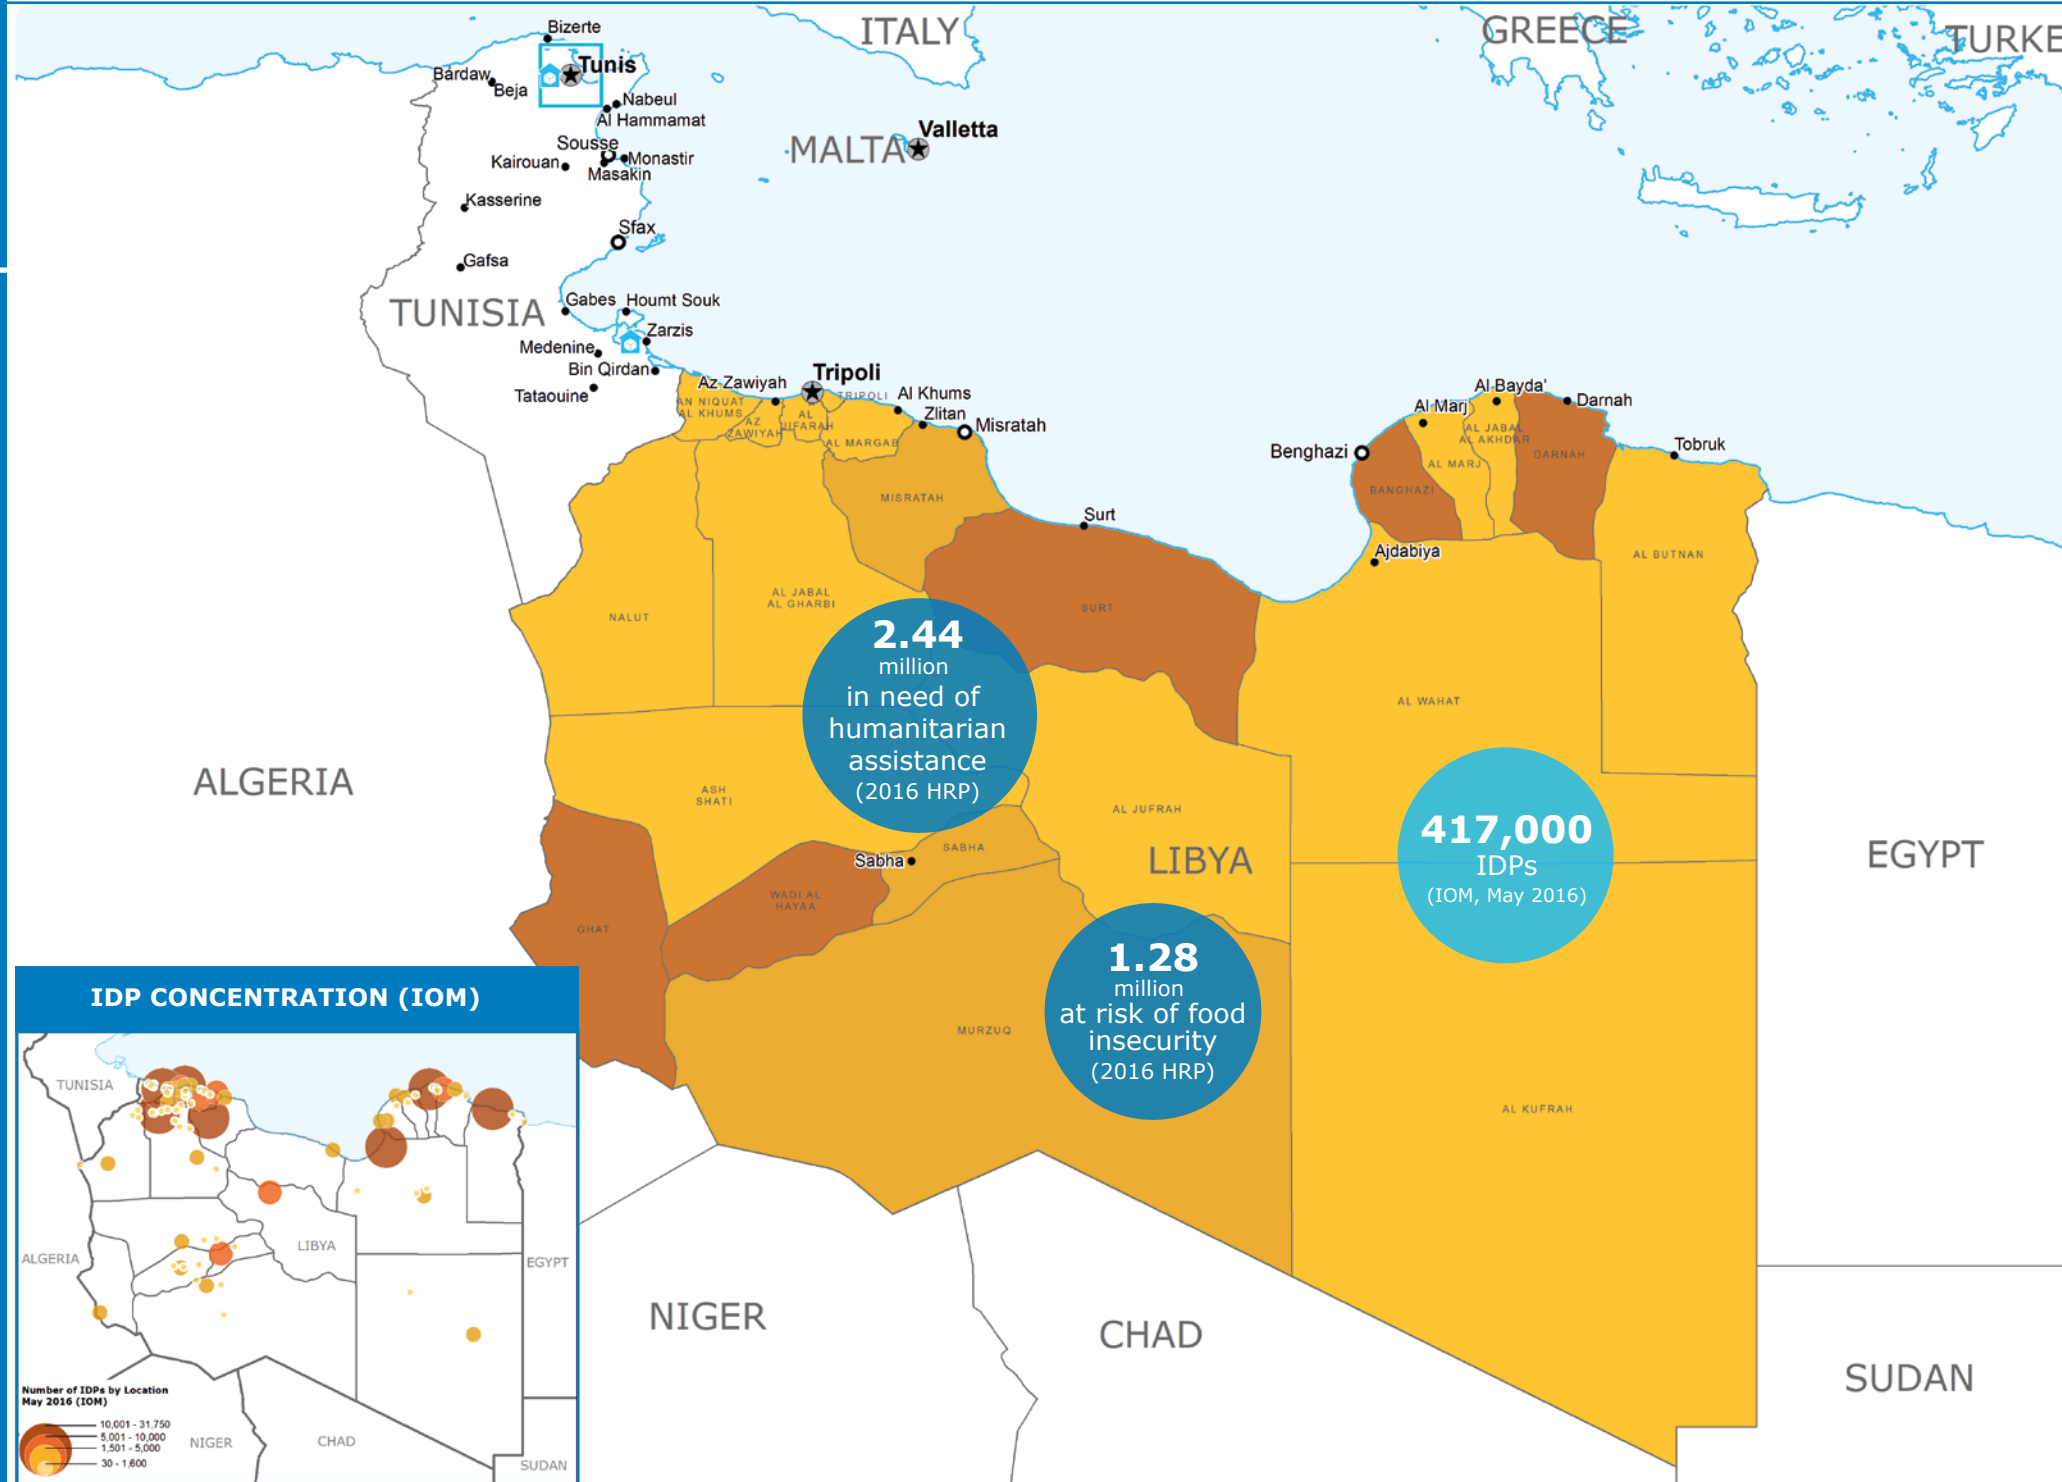 ITALY
GREECE
TURKE
Bizerte
Tunis
Bardaw
Beja
Nabeul
Al Hammamat
Valletta
MALTA
Sousse
Monastir
Kairouan
Masakin
Kasserine
Sfax
Gafsa
TUNISIA
Gabes
Houmt Souk
Zarzis
Medenine
Bin Qirdan
Tataouine
Az Zawiyah
Tripoli
TRIPOLI
Al Khums
Zlitan
Misratah
AN NIQUAT
AL KHUMS
AZ
ZAWIYAH
AL
JIFARAH
AL MARGAB
MISRATAH
Surt
Al Bayda'
Al Marj
Darnah
AL JABAL
AL AKHDAR
DARNAH
Benghazi
AL MARJ
BANGHAZI
Tobruk
Ajdabiya
AL BUTNAN
NALUT
AL JABAL
AL GHARBI
SURT
2.44
million
in need of
humanitarian
assistance
(2016 HRP)
AL WAHAT
ALGERIA
ASH
SHATI
AL JUFRAH
417,000
IDPs
(IOM, May 2016)
EGYPT
Sabha
SABHA
LIBYA
WADI AL
HAYAA
GHAT
1.28
million
at risk of food
insecurity
(2016 HRP)
MURZUQ
AL KUFRAH
NIGER
CHAD
SUDAN
IDP CONCENTRATION (IOM)
TUNISIA
LIBYA
ALGERIA
EGYPT
Number of IDPs by Location
May 2016 (IOM)
10,001 - 31,750
5,001 - 10,000
1,501 - 5,000
30 - 1,600
NIGER
CHAD
SUDAN